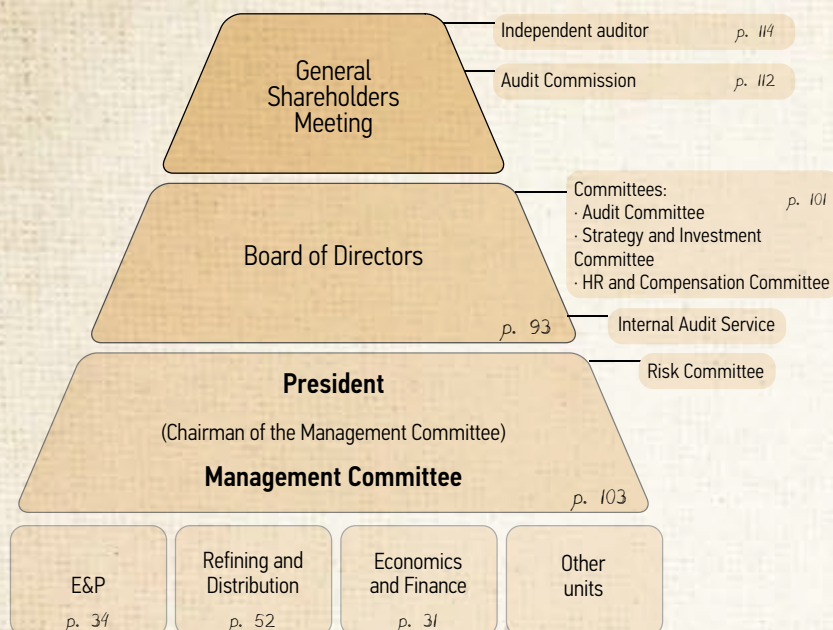 General
Shareholders
Meeting
Independent auditor p. 114
Audit Commission p. 112
Board of Directors
p. 93
Committees: p. 101
· Audit Committee
· Strategy and Investment
Committee
· HR and Compensation Committee
Internal Audit Service
President
(Chairman of the Management Committee)
Management Committee
p. 103
Risk Committee
E&P
p. 34
Refining and
Distribution
p. 52
Economics
and Finance
p. 31
Other
units